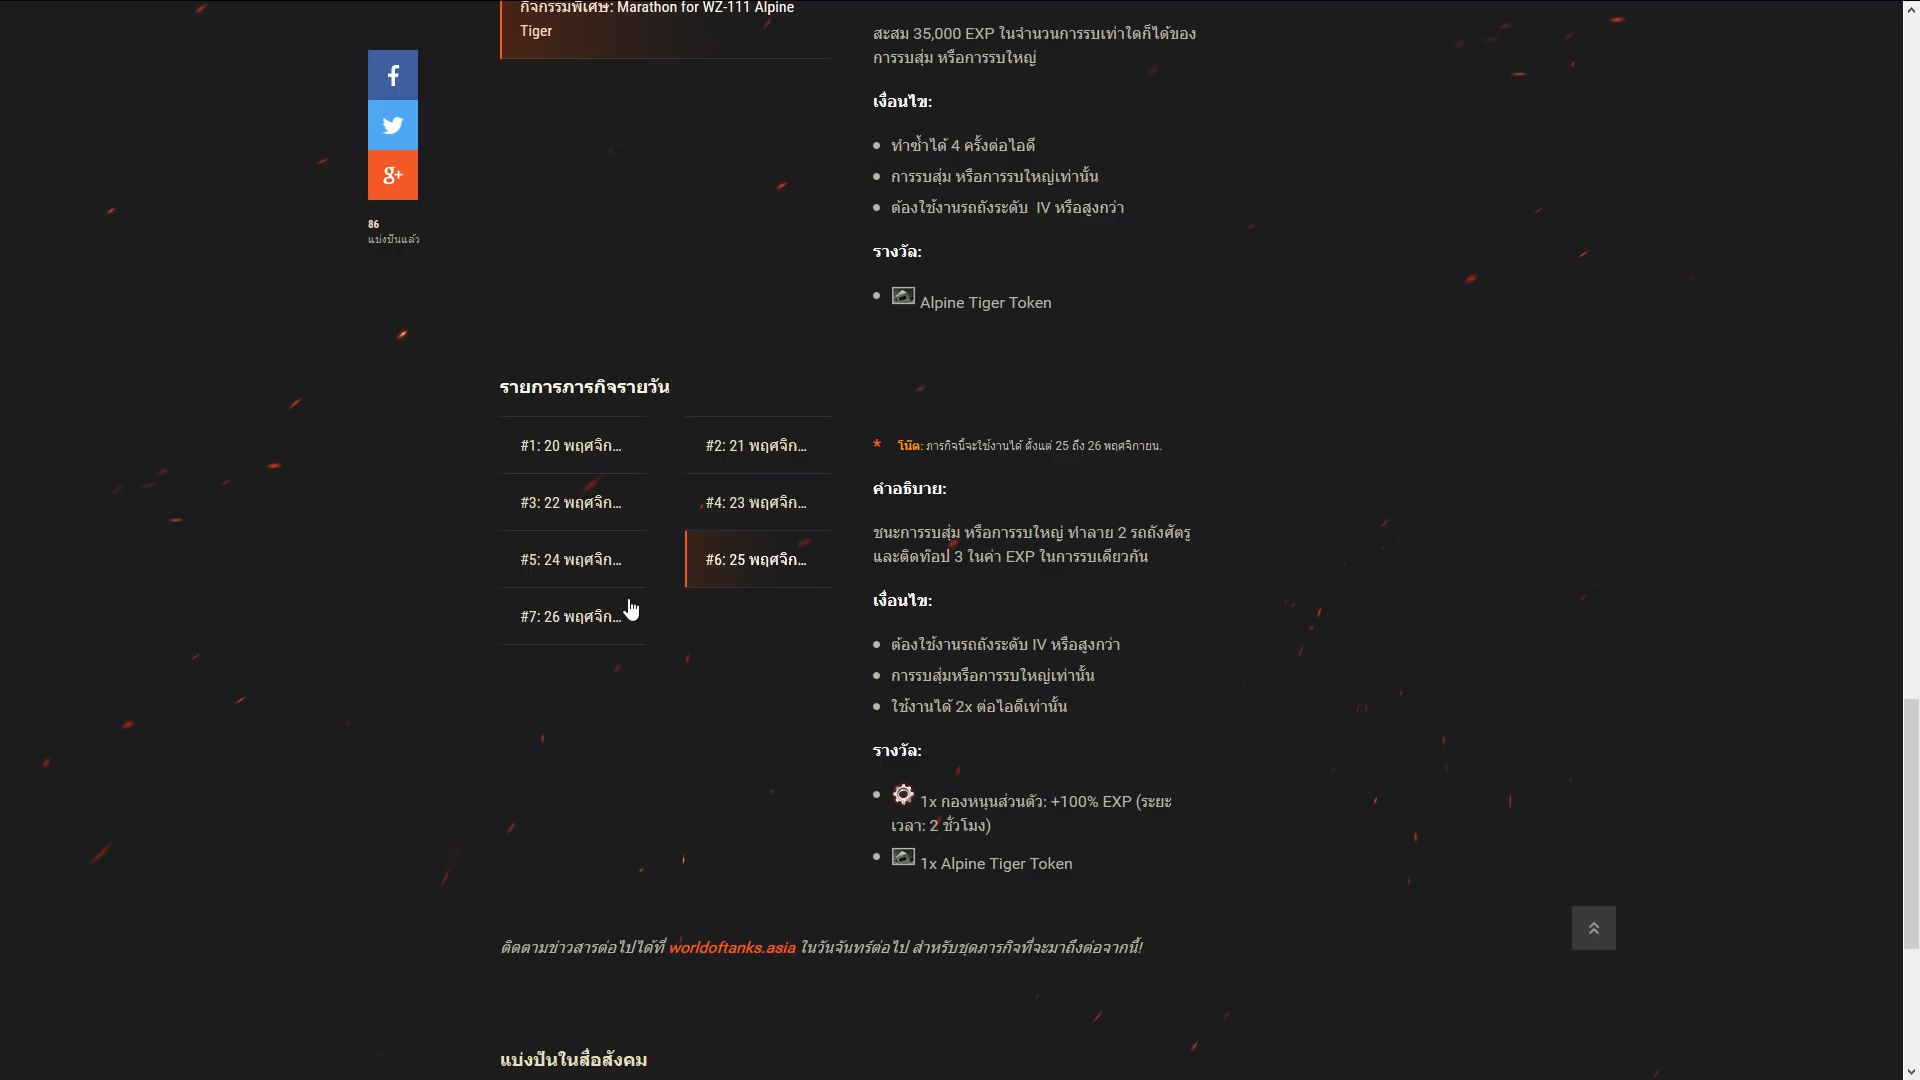 กิจกรรมพิเศษ: Marathon for WZ-111 Alpine
Tiger
สะสม 35,000 EXP ในจำนวนการรบเท่าใดก็ได้ของ
การรบสุ่ม หรือการรบใหญ่
เงื่อนไข:
ทำซ้ำได้ 4 ครั้งต่อไอดี
การรบสุ่ม หรือการรบใหญ่เท่านั้น
ต้องใช้งานรถถังระดับ IV หรือสูงกว่า
รางวัล:
Alpine Tiger Token
f
g+
86
แบ่งปันแล้ว
รายการภารกิจรายวัน
#1: 20 พฤศจิก...
#2: 21 พฤศจิก...
#3: 22 พฤศจิก...
#4: 23 พฤศจิก...
#5: 24 พฤศจิก...
#6: 25 พฤศจิก...
#7: 26 พฤศจิก...
* โน๊ต: ภารกิจนี้จะใช้งานได้ ตั้งแต่ 25 ถึง 26 พฤศจิกายน.
คำอธิบาย:
ชนะการรบสุ่ม หรือการรบใหญ่ ทำลาย 2 รถถังศัตรู
และติดท๊อป 3 ในค่า EXP ในการรบเดียวกัน
เงื่อนไข:
ต้องใช้งานรถถังระดับ IV หรือสูงกว่า
การรบสุ่มหรือการรบใหญ่เท่านั้น
ใช้งานได้ 2x ต่อไอดีเท่านั้น
รางวัล:
1x กองหนุนส่วนตัว: +100% EXP (ระยะ
เวลา: 2 ชั่วโมง)
1x Alpine Tiger Token
ติดตามข่าวสารต่อไปได้ที่ worldoftanks.asia ในวันจันทร์ต่อไป สำหรับชุดภารกิจที่จะมาถึงต่อจากนี้!
แบ่งปันในสื่อสังคม